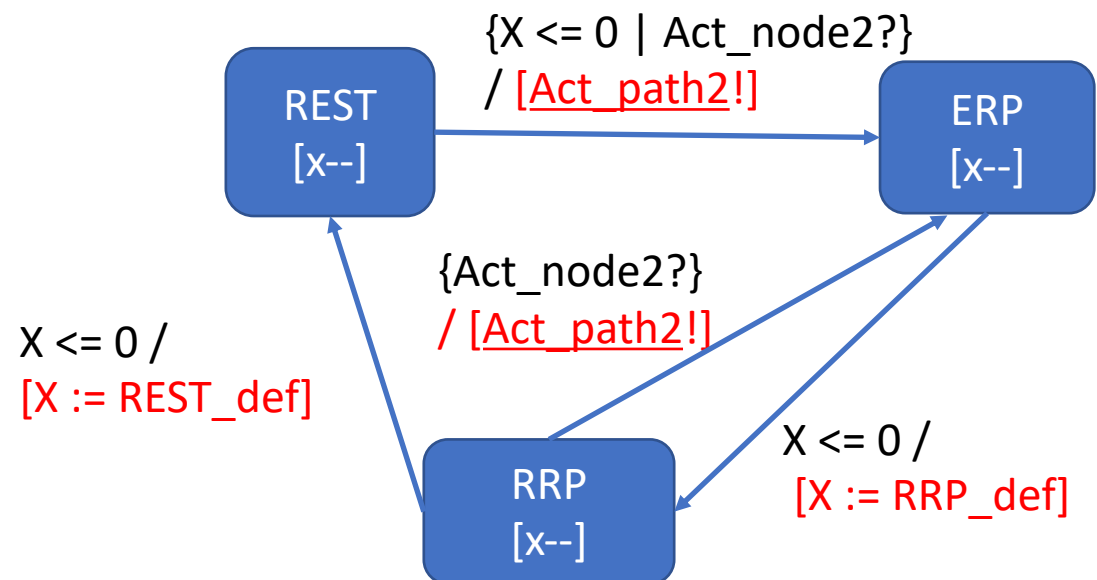 {X <= 0 | Act_node2?}
/ [Act_path2!]
REST
[x--]
ERP
[x--]
{Act_node2?}
/ [Act_path2!]
X <= 0 /
[X := REST_def]
X <= 0 /
[X := RRP_def]
RRP
[x--]